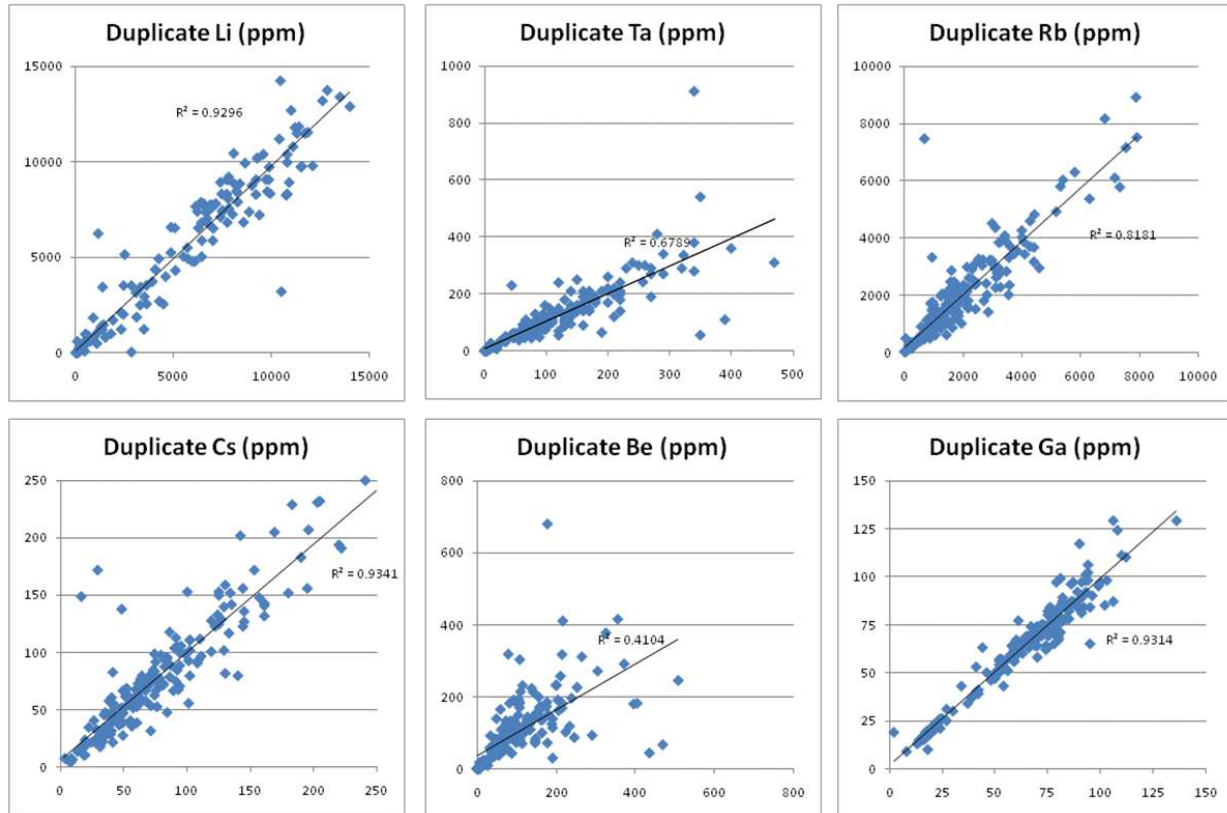 Duplicate Li (ppm)
15000
10000
5000
0
R² = 0.9296
0 5000 10000 15000
Duplicate Ta (ppm)
1000
800
600
400
200
0
R² = 0.6789
0 100 200 300 400 500
Duplicate Rb (ppm)
10000
8000
6000
4000
2000
0
R² = 0.8181
0 2000 4000 6000 8000 10000
Duplicate Cs (ppm)
250
200
150
100
50
0
R² = 0.9341
0 50 100 150 200 250
Duplicate Be (ppm)
800
600
400
200
0
R² = 0.4104
0 200 400 600 800
Duplicate Ga (ppm)
150
125
100
75
50
25
0
R² = 0.9314
0 25 50 75 100 125 150